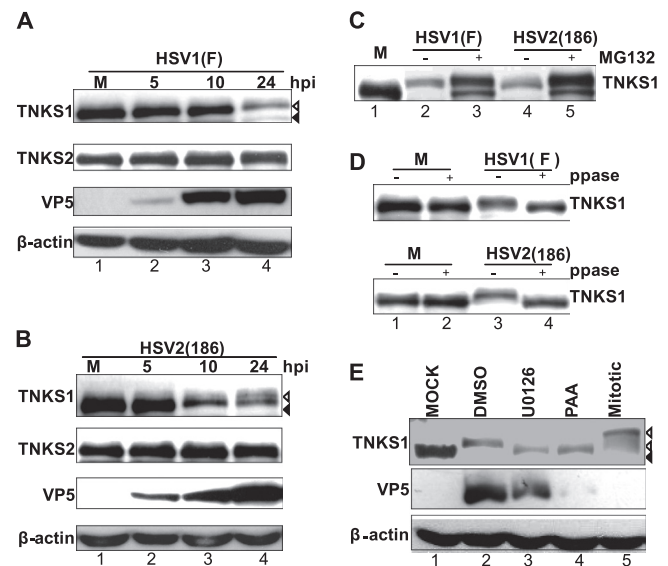 A
HSV1(F)
M 5 10 24 hpi
TNKS1
TNKS2
VP5
β-actin
1 2 3 4
B
HSV2(186)
M 5 10 24 hpi
TNKS1
TNKS2
VP5
β-actin
1 2 3 4
C
HSV1(F) HSV2(186)
M - + - + MG132
TNKS1
1 2 3 4 5
D
M HSV1( F)
- + - + ppase
TNKS1
M HSV2(186)
- + - + ppase
TNKS1
1 2 3 4
E
MOCK DMSO U0126 PAA Mitotic
TNKS1
VP5
β-actin
1 2 3 4 5